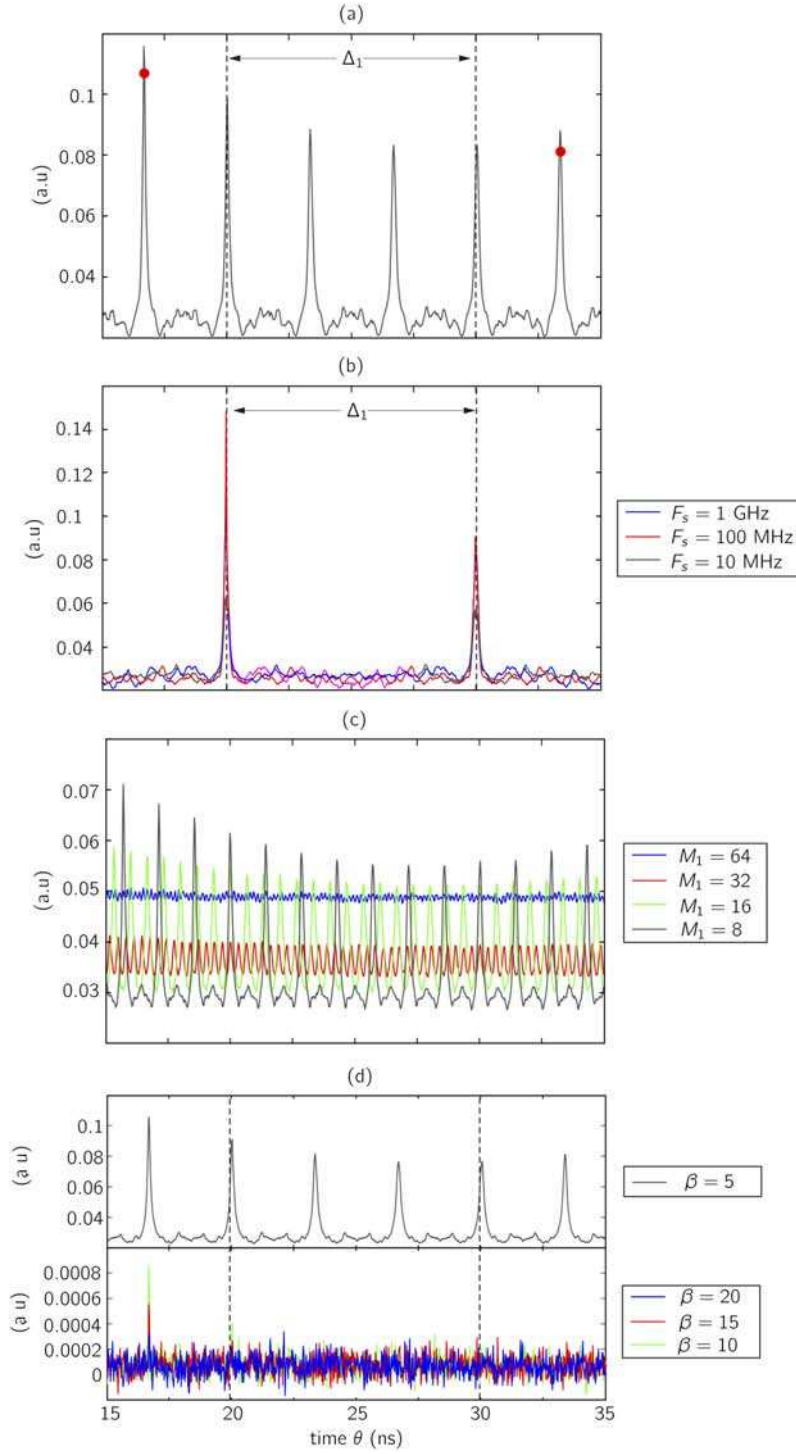 (a)
Δ₁
0.1
0.08
0.06
0.04
(a.u)
(b)
Δ₁
0.14
0.12
0.1
0.08
0.06
0.04
(a.u)
Fₛ = 1 GHz
Fₛ = 100 MHz
Fₛ = 10 MHz
(c)
0.07
0.06
0.05
0.04
0.03
(a.u)
M₁ = 64
M₁ = 32
M₁ = 16
M₁ = 8
(d)
0.1
0.08
0.06
0.04
(a u)
β = 5
0.0008
0.0006
0.0004
0.0002
0
(a u)
β = 20
β = 15
β = 10
15 20 25 30 35
time θ (ns)